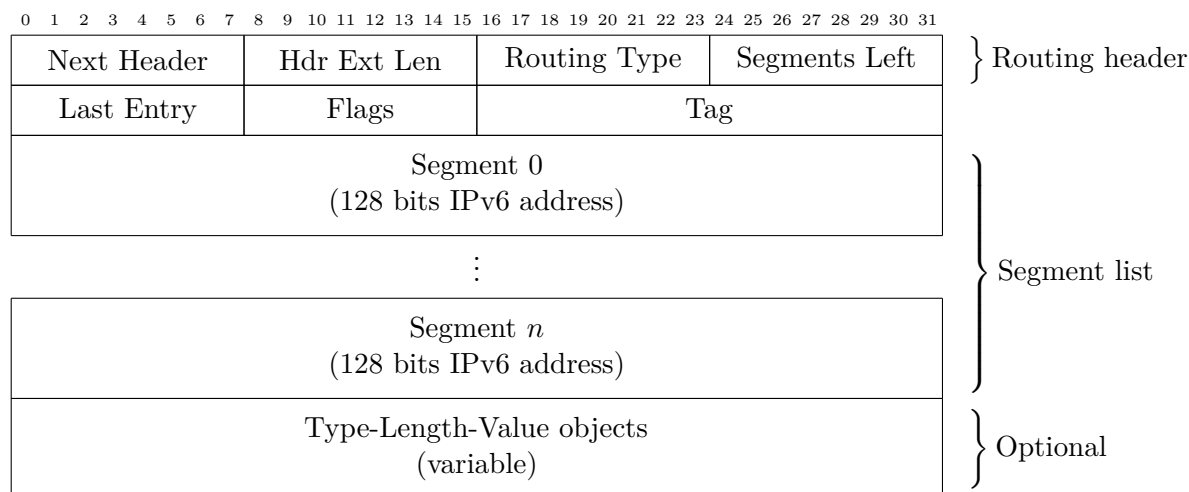 0 1 2 3 4 5 6 7 8 9 10 11 12 13 14 15 16 17 18 19 20 21 22 23 24 25 26 27 28 29 30 31
Next Header Hdr Ext Len Routing Type Segments Left Routing header
Last Entry Flags Tag
Segment 0
(128 bits IPv6 address)
⋮
Segment list
Segment n
(128 bits IPv6 address)
Type-Length-Value objects
(variable)
Optional